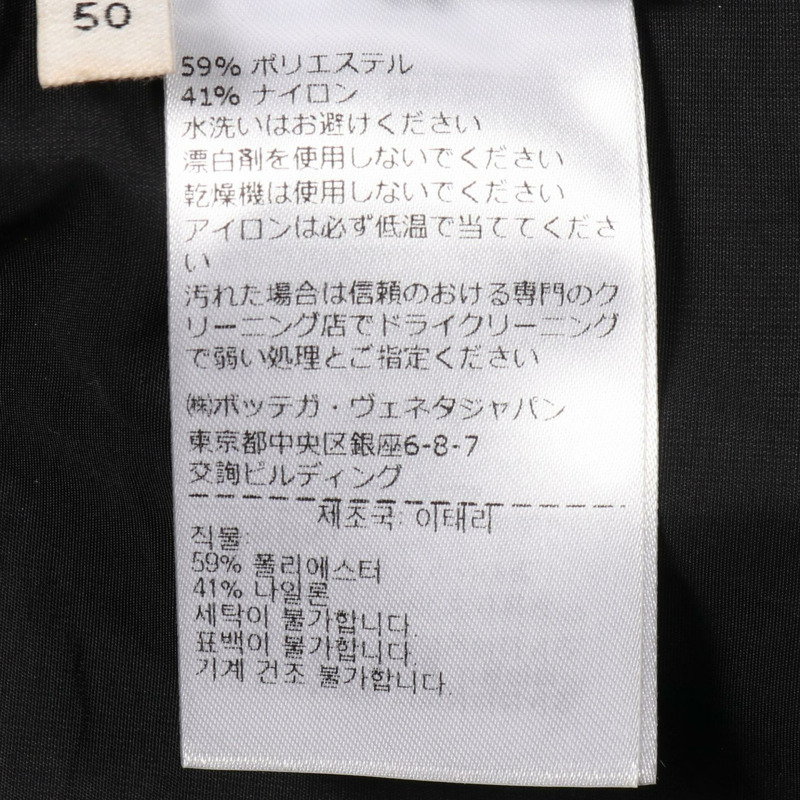 50
59% ポリエステル
41% ナイロン
水洗いはお避けください
漂白剤を使用しないでください
乾燥機は使用しないでください
アイロンは必ず低温で当ててくださ
い
汚れた場合は信頼のおける専門のク
リーニング店でドライクリーニング
で弱い処理とご指定ください
㈱ボッテガ・ヴェネタジャパン
東京都中央区銀座6-8-7
交詢ビルディング
제조국: 이태리
직물:
59% 폴리에스터
41% 나일론
세탁이 불가합니다.
표백이 불가합니다.
기계 건조 불가합니다.